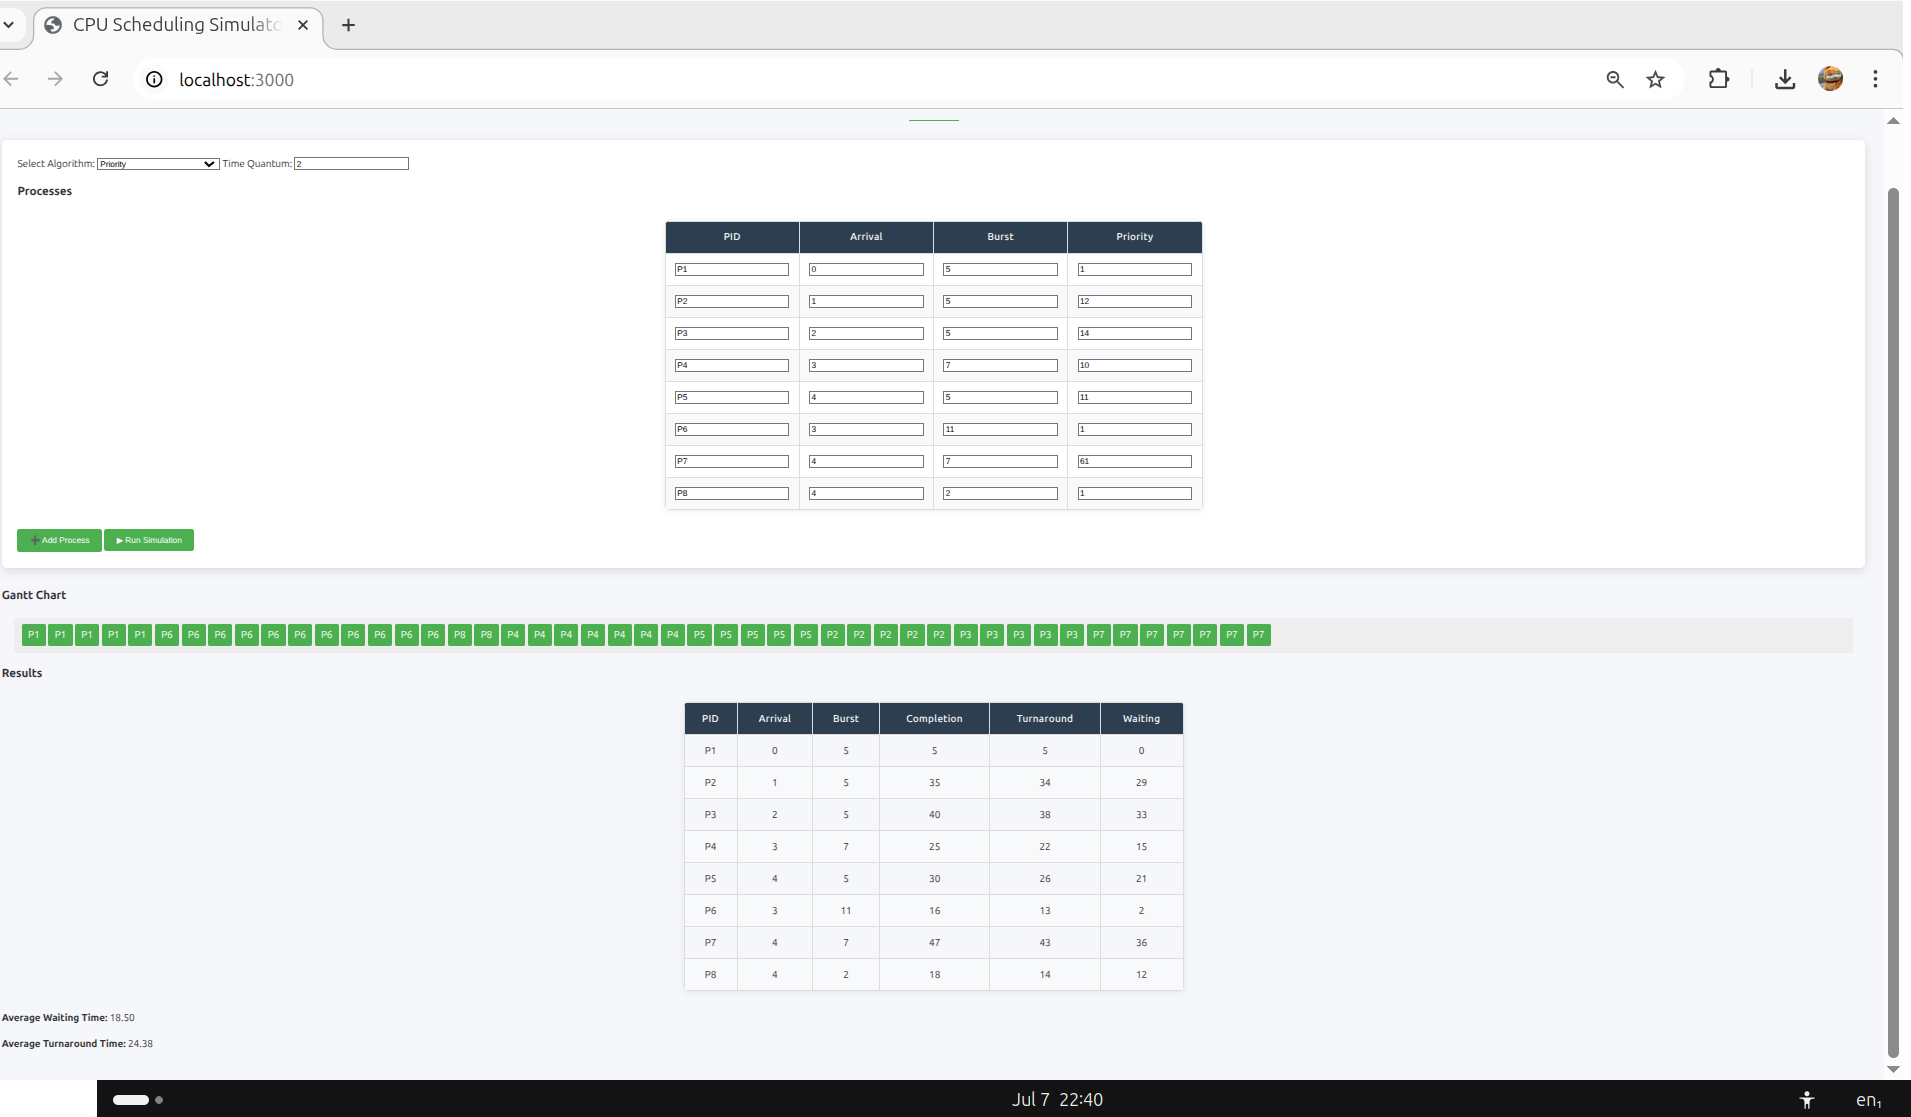 CPU Scheduling Simulato
localhost:3000
Select Algorithm: Priority Time Quantum: 2
Processes
PID Arrival Burst Priority
P1 0 5 1
P2 1 5 12
P3 2 5 14
P4 3 7 10
P5 4 5 11
P6 3 11 1
P7 4 7 61
P8 4 2 1
➕ Add Process ▶ Run Simulation
Gantt Chart
P1 P1 P1 P1 P1 P6 P6 P6 P6 P6 P6 P6 P6 P6 P6 P6 P8 P8 P4 P4 P4 P4 P4 P4 P4 P5 P5 P5 P5 P5 P2 P2 P2 P2 P2 P3 P3 P3 P3 P3 P7 P7 P7 P7 P7 P7 P7
Results
PID Arrival Burst Completion Turnaround Waiting
P1 0 5 5 5 0
P2 1 5 35 34 29
P3 2 5 40 38 33
P4 3 7 25 22 15
P5 4 5 30 26 21
P6 3 11 16 13 2
P7 4 7 47 43 36
P8 4 2 18 14 12
Average Waiting Time: 18.50
Average Turnaround Time: 24.38
Jul 7 22:40
en₁